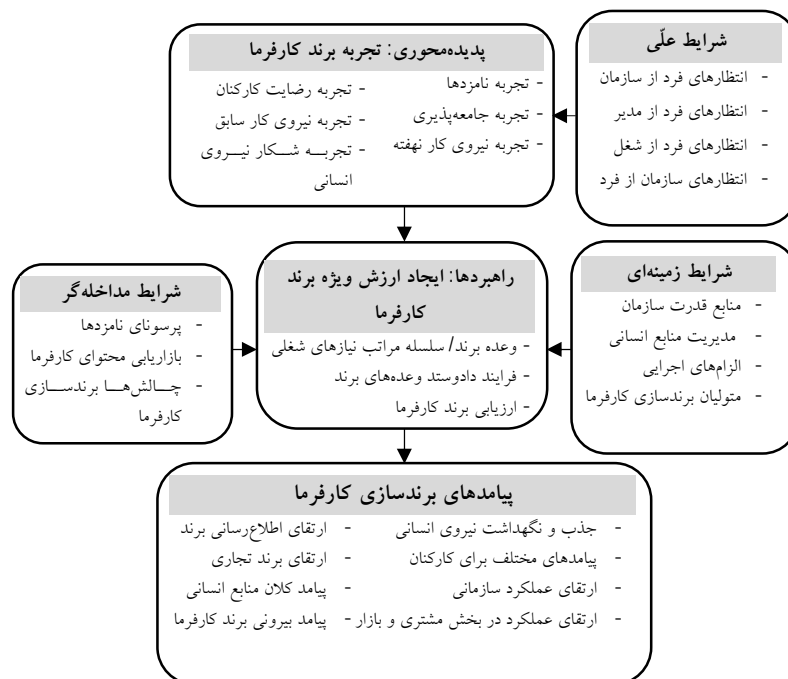 شرایط علّی
- انتظارهای فرد از سازمان
- انتظارهای فرد از مدیر
- انتظارهای فرد از شغل
- انتظارهای سازمان از فرد
پدیده‌محوری: تجربه برند کارفرما
- تجربه نامزدها
- تجربه جامعه‌پذیری
- تجربه نیروی کار نهفته
- تجربه رضایت کارکنان
- تجربه نیروی کار سابق
- تجربـه شـکار نیـروی
انسانی
شرایط زمینه‌ای
- منابع قدرت سازمان
- مدیریت منابع انسانی
- الزام‌های اجرایی
- متولیان برندسازی کارفرما
راهبردها: ایجاد ارزش ویژه برند
کارفرما
- وعده برند/ سلسله مراتب نیازهای شغلی
- فرایند دادوستد وعده‌های برند
- ارزیابی برند کارفرما
شرایط مداخله‌گر
- پرسونای نامزدها
- بازاریابی محتوای کارفرما
- چـالش‌هـا برندسـازی
کارفرما
پیامدهای برندسازی کارفرما
- جذب و نگهداشت نیروی انسانی
- پیامدهای مختلف برای کارکنان
- ارتقای عملکرد سازمانی
- ارتقای عملکرد در بخش مشتری و بازار
- ارتقای اطلاع‌رسانی برند
- ارتقای برند تجاری
- پیامد کلان منابع انسانی
- پیامد بیرونی برند کارفرما